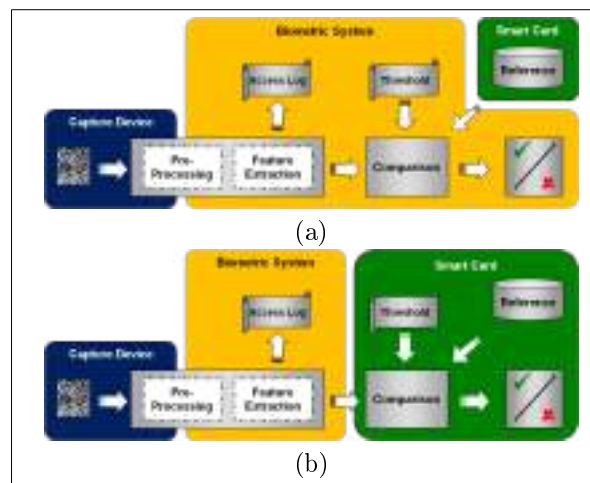 Biometric System
Smart Card
Access Log
Threshold
Reference
Capture Device
Pre-
Processing
Feature
Extraction
Comparison
(a)
Biometric System
Smart Card
Access Log
Threshold
Reference
Capture Device
Pre-
Processing
Feature
Extraction
Comparison
(b)